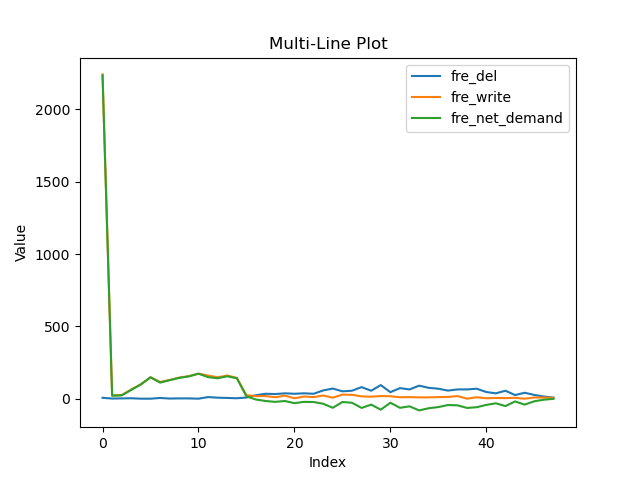 Multi-Line Plot
fre_del
fre_write
fre_net_demand
2000
1500
1000
500
0
Value
0 10 20 30 40
Index